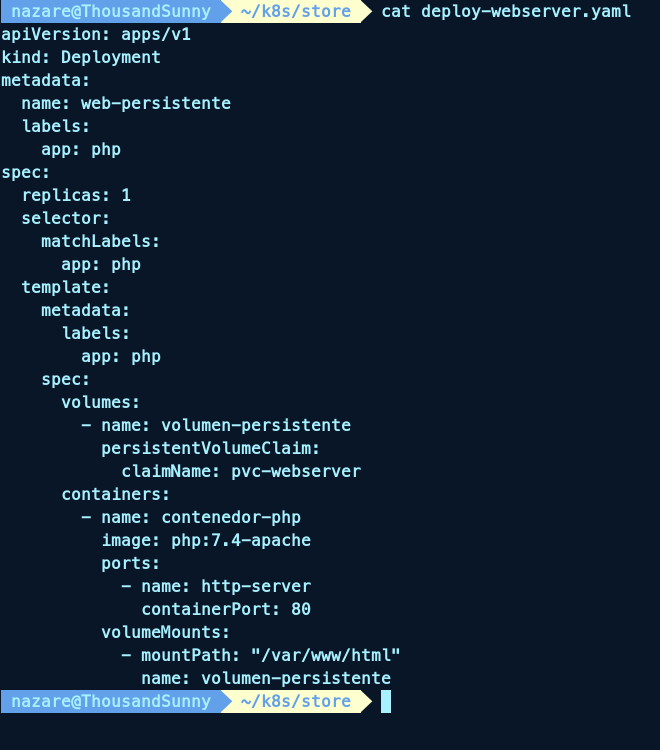 nazare@ThousandSunny ~/k8s/store cat deploy-webserver.yaml
apiVersion: apps/v1
kind: Deployment
metadata:
  name: web-persistente
  labels:
    app: php
spec:
  replicas: 1
  selector:
    matchLabels:
      app: php
  template:
    metadata:
      labels:
        app: php
    spec:
      volumes:
        - name: volumen-persistente
          persistentVolumeClaim:
            claimName: pvc-webserver
      containers:
        - name: contenedor-php
          image: php:7.4-apache
          ports:
            - name: http-server
              containerPort: 80
          volumeMounts:
            - mountPath: "/var/www/html"
              name: volumen-persistente
nazare@ThousandSunny ~/k8s/store